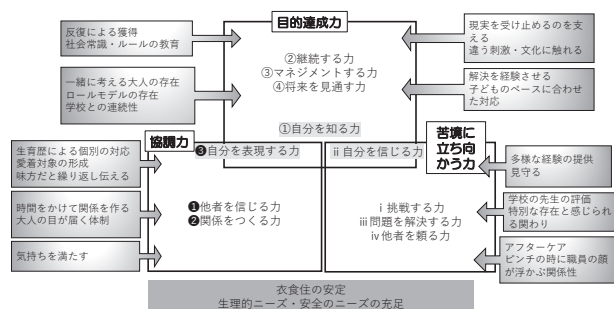 目的達成力
反復による獲得
社会常識・ルールの教育
一緒に考える大人の存在
ロールモデルの存在
学校との連続性
②継続する力
③マネジメントする力
④将来を見通す力
①自分を知る力
現実を受け止めるのを支
える
違う刺激・文化に触れる
解決を経験させる
子どものペースに合わせ
た対応
協調力
❸自分を表現する力
❶他者を信じる力
❷関係をつくる力
生育歴による個別の対応
愛着対象の形成
味方だと繰り返し伝える
時間をかけて関係を作る
大人の目が届く体制
気持ちを満たす
苦境に
立ち向
かう力
ⅱ自分を信じる力
ⅰ挑戦する力
ⅲ問題を解決する力
ⅳ他者を頼る力
多様な経験の提供
見守る
学校の先生の評価
特別な存在と感じられ
る関わり
アフターケア
ピンチの時に職員の顔
が浮かぶ関係性
衣食住の安定
生理的ニーズ・安全のニーズの充足